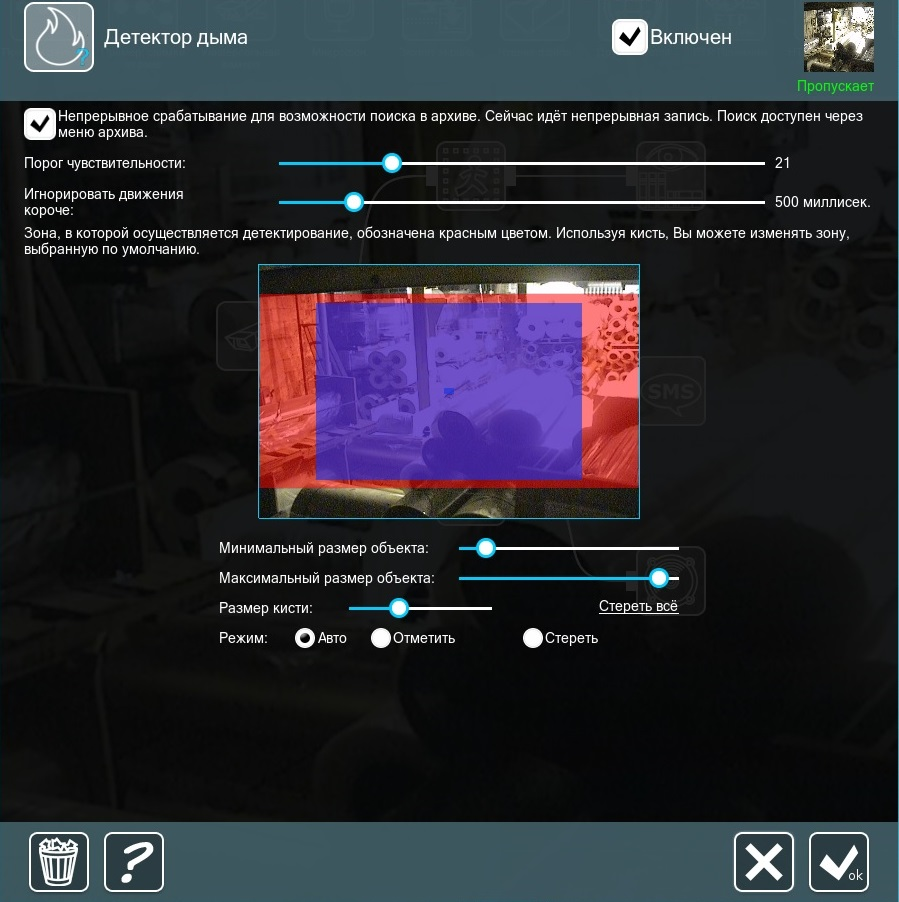 Детектор дыма
Включен
Пропускает
Непрерывное срабатывание для возможности поиска в архиве. Сейчас идёт непрерывная запись. Поиск доступен через
меню архива.
Порог чувствительности:
21
Игнорировать движения
короче:
500 миллисек.
Зона, в которой осуществляется детектирование, обозначена красным цветом. Используя кисть, Вы можете изменять зону,
выбранную по умолчанию.
SMS
Минимальный размер объекта:
Максимальный размер объекта:
Размер кисти:
Стереть всё
Режим:
Авто
Отметить
Стереть
?
ok